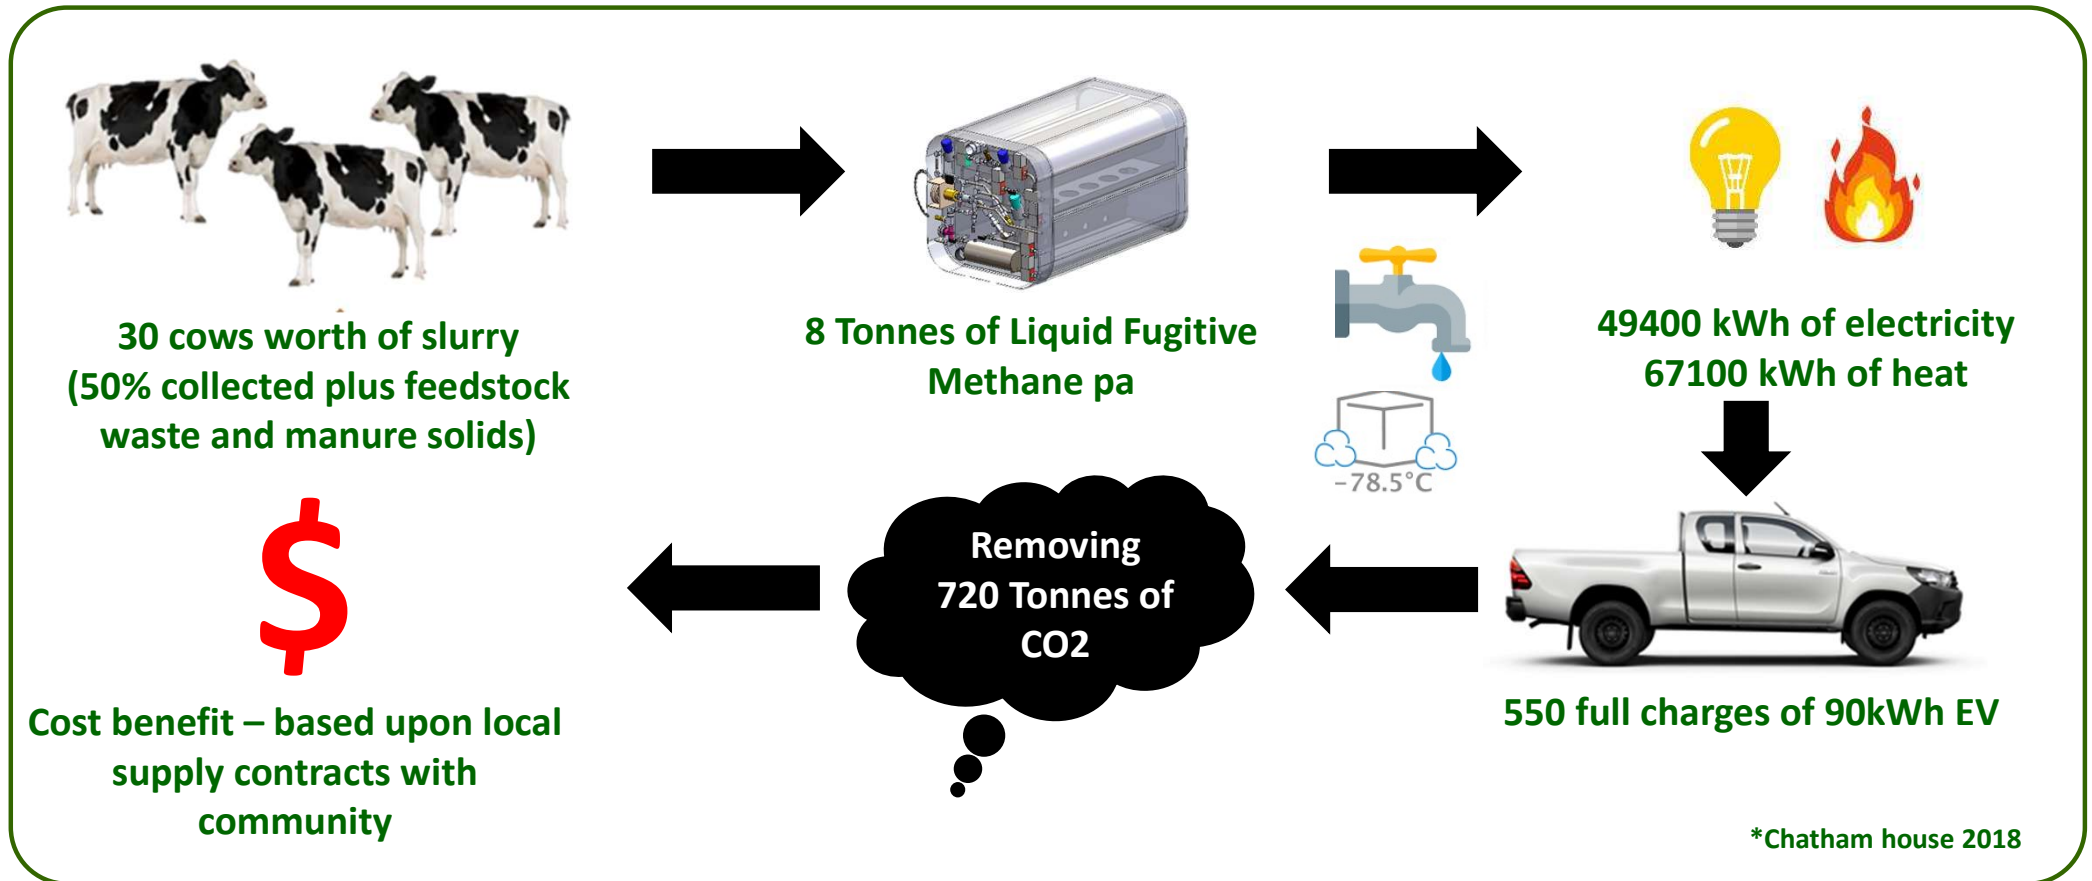 30 cows worth of slurry
(50% collected plus feedstock
waste and manure solids)
8 Tonnes of Liquid Fugitive
Methane pa
49400 kWh of electricity
67100 kWh of heat
−78.5°C
550 full charges of 90kWh EV
Removing
720 Tonnes of
CO2
$
Cost benefit – based upon local
supply contracts with
community
*Chatham house 2018